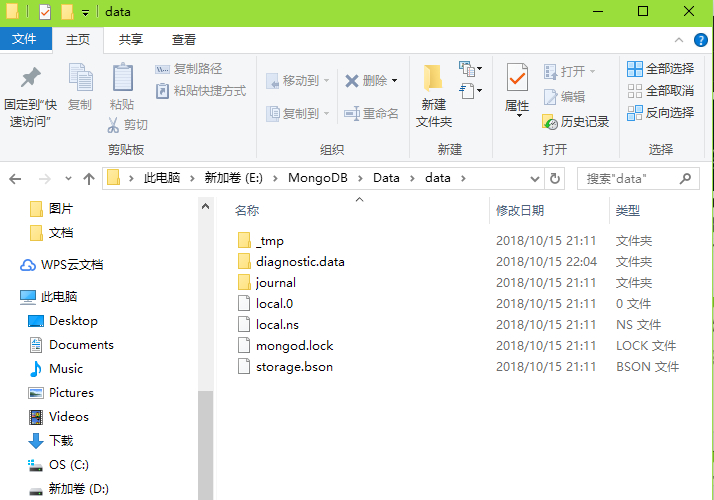 data
文件 主页 共享 查看
固定到"快速访问"
复制
粘贴
复制路径
粘贴快捷方式
剪切
剪贴板
移动到
复制到
删除
重命名
组织
新建文件夹
新建
属性
打开
编辑
历史记录
打开
全部选择
全部取消
反向选择
选择
此电脑 新加卷 (E:) MongoDB Data data 搜索"data"
图片
文档
WPS云文档
此电脑
Desktop
Documents
Music
Pictures
Videos
下载
OS (C:)
新加卷 (D:)
名称 修改日期 类型
_tmp 2018/10/15 21:11 文件夹
diagnostic.data 2018/10/15 22:04 文件夹
journal 2018/10/15 21:11 文件夹
local.0 2018/10/15 21:11 0 文件
local.ns 2018/10/15 21:11 NS 文件
mongod.lock 2018/10/15 21:11 LOCK 文件
storage.bson 2018/10/15 21:11 BSON 文件